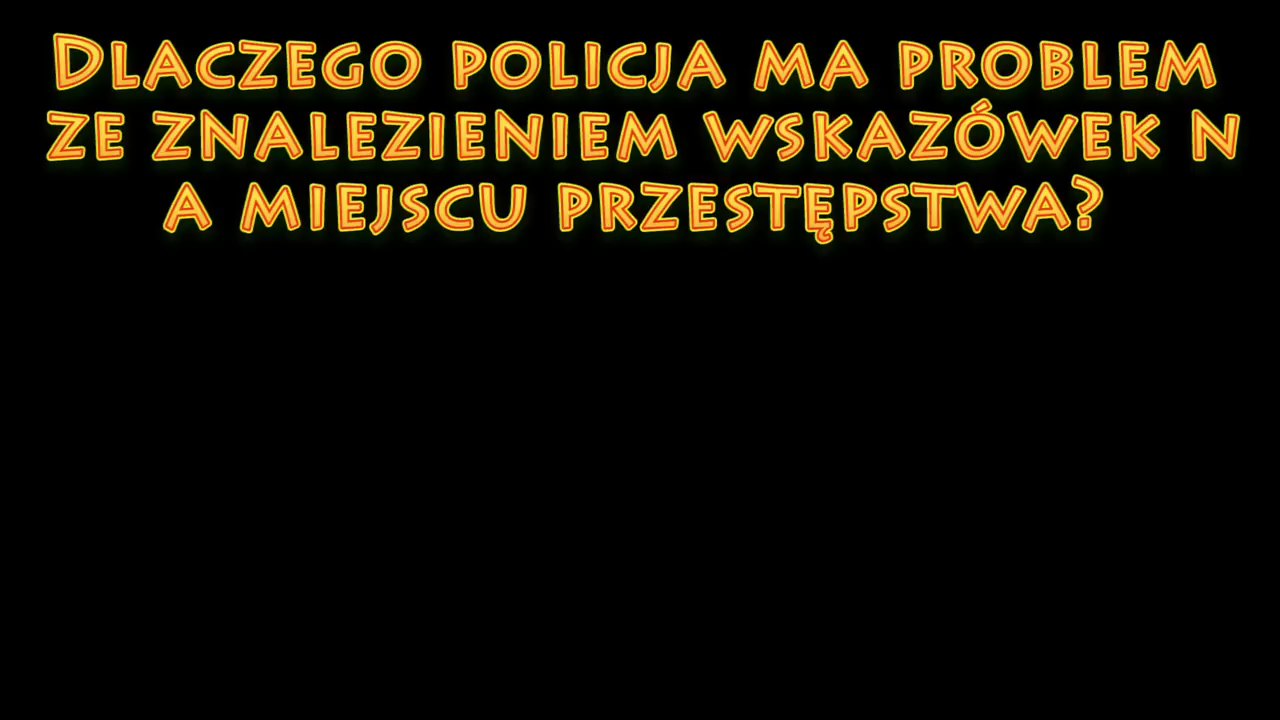 Dlaczego policja ma problem
ze znalezieniem wskazówek n
a miejscu przestępstwa?